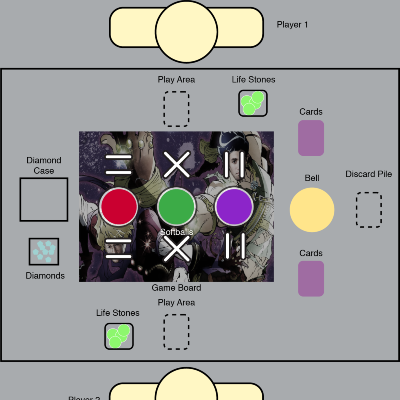 Player 1
Play Area
Life Stones
Cards
Diamond
Case
Bell
Discard Pile
Softballs
Diamonds
Cards
Game Board
Play Area
Life Stones
Player 2